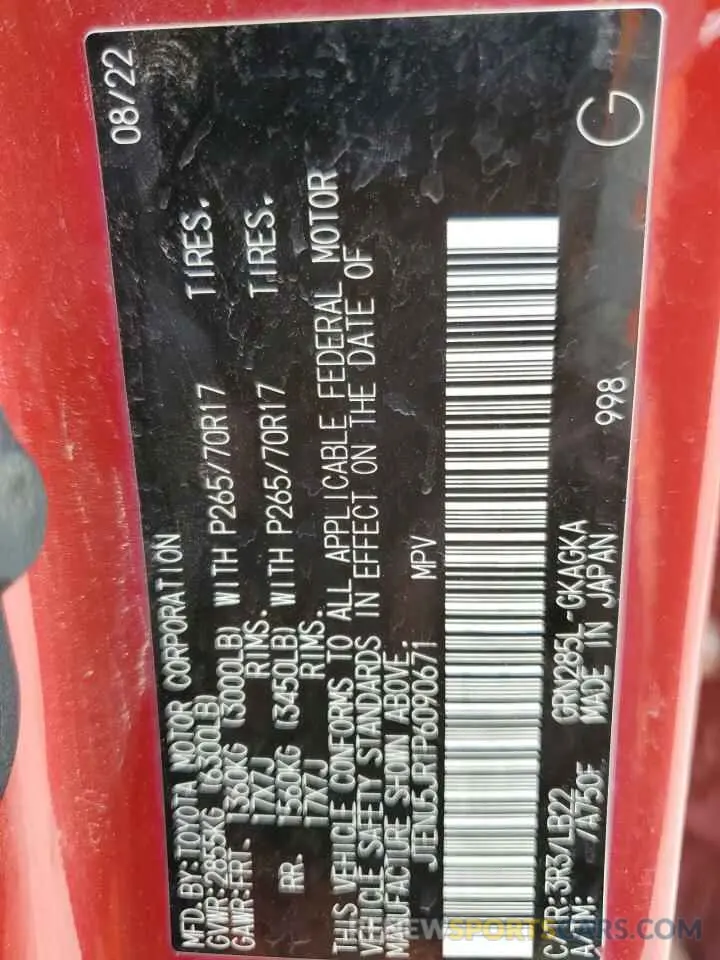 MFD.BY:TOYOTA MOTOR CORPORATION 08/22
GVWR:2855KG (6300LB)
GAWR:FRT. 1360KG (3000LB) WITH P265/70R17 TIRES.
17X7J RIMS.
RR. 1560KG (3450LB) WITH P265/70R17 TIRES.
17X7J RIMS.
THIS VEHICLE CONFORMS TO ALL APPLICABLE FEDERAL MOTOR
VEHICLE SAFETY STANDARDS IN EFFECT ON THE DATE OF
MANUFACTURE SHOWN ABOVE.
JTENU5JR1P6090671 MPV
C/TR:3R3/LB22 GRN285L-GKAGKA
A/TM: /A750F MADE IN JAPAN 998 G
NEWSPORTSCARS.COM